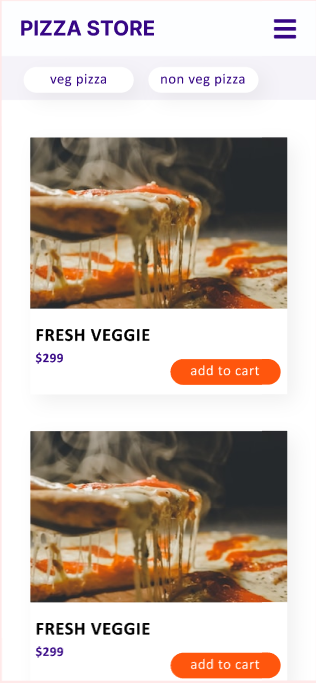 PIZZA STORE
veg pizza non veg pizza
FRESH VEGGIE
$299
add to cart
FRESH VEGGIE
$299
add to cart